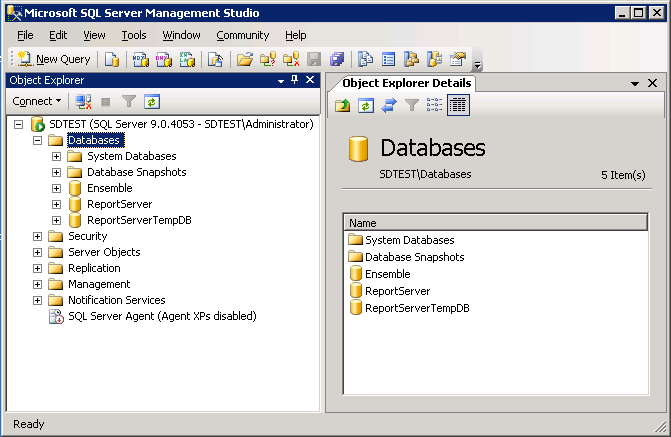 Microsoft SQL Server Management Studio
File Edit View Tools Window Community Help
New Query
Object Explorer
Connect
SDTEST (SQL Server 9.0.4053 - SDTEST\Administrator)
Databases
System Databases
Database Snapshots
Ensemble
ReportServer
ReportServerTempDB
Security
Server Objects
Replication
Management
Notification Services
SQL Server Agent (Agent XPs disabled)
Object Explorer Details
Databases
SDTEST\Databases 5 Item(s)
Name
System Databases
Database Snapshots
Ensemble
ReportServer
ReportServerTempDB
Ready